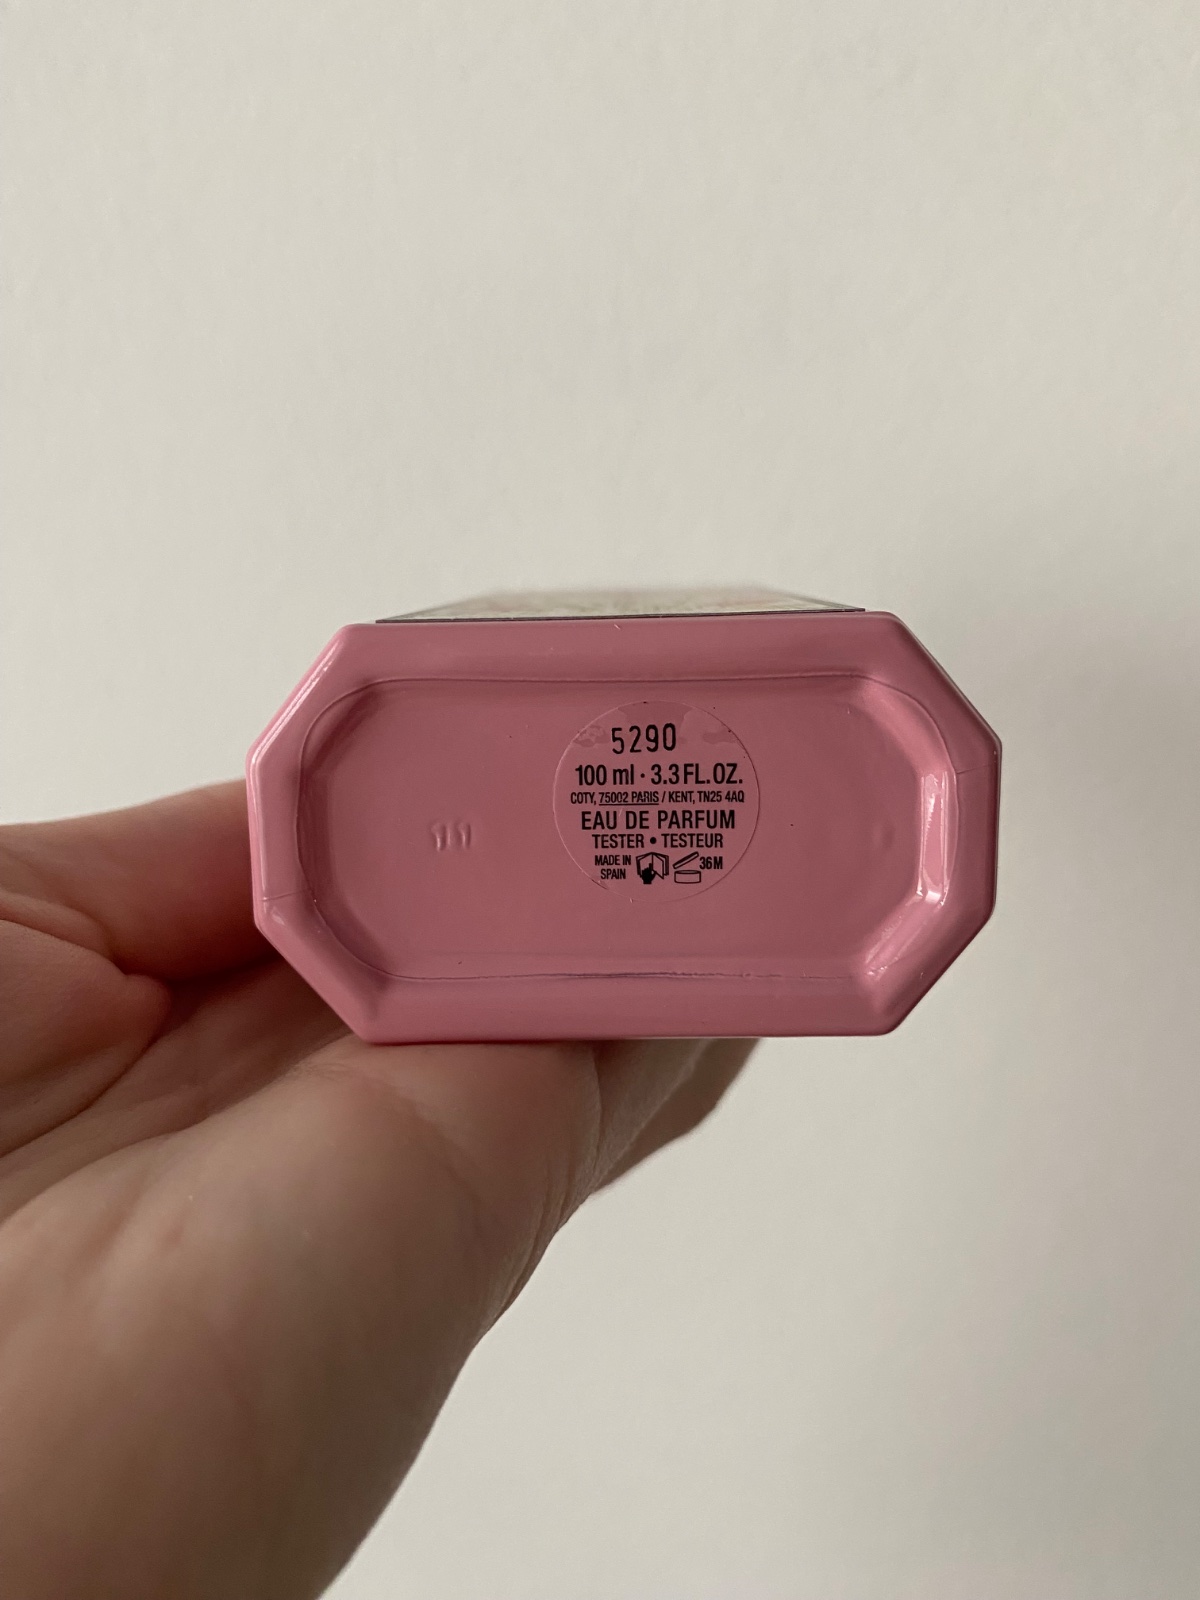 5290
100 ml · 3.3 FL. OZ.
COTY, 75002 PARIS / KENT, TN25 4AQ
EAU DE PARFUM
TESTER • TESTEUR
MADE IN
SPAIN
36M
11